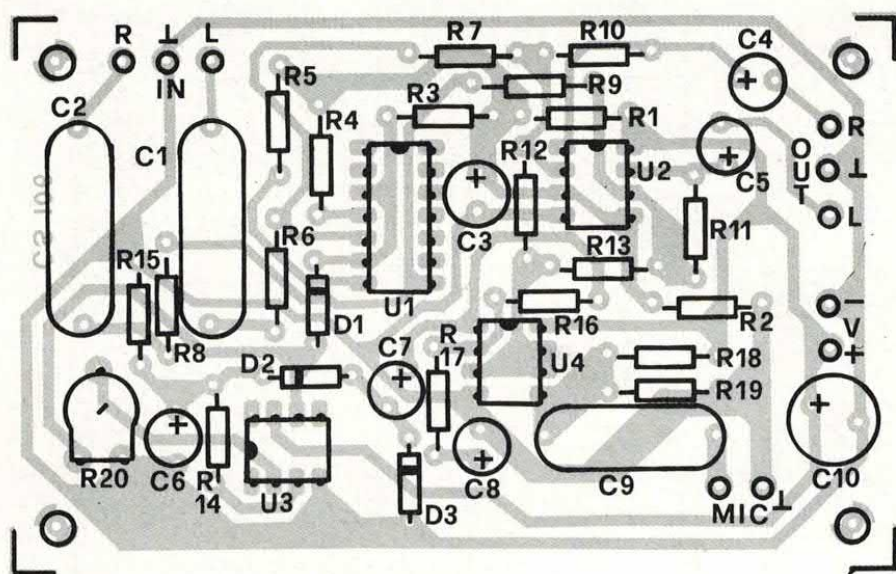 R ⊥ L
IN
R7
R10
C4
C2
R5
R9
R3
R4
R1
C1
R12
U2
C5
R
O
U
T
⊥
L
C3
R11
R6
R13
R15
U1
D1
R16
R2
−
V
+
R8
C7
R
17
U4
R18
D2
R19
R20
C6
R
14
U3
D3
C8
C9
MIC ⊥
C10
CS 108